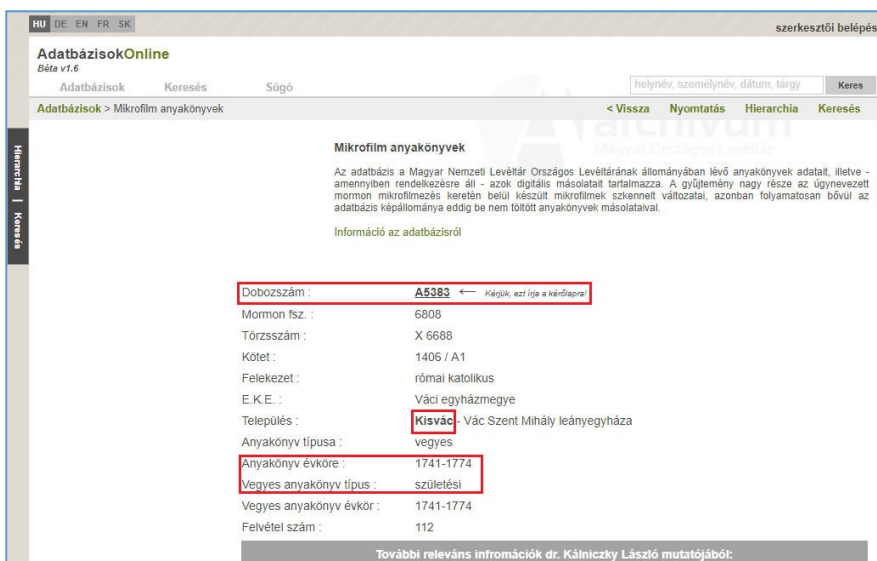 HU DE EN FR SK
szerkesztői belépés
AdatbázisokOnline
Béta v1.6
Adatbázisok Keresés Súgó
helynév, személynév, dátum, tárgy Keres
Adatbázisok > Mikrofilm anyakönyvek
< Vissza Nyomtatás Hierarchia Keresés
archivum
Magyar Országos Levéltár
Hierarchia | Keresés
Mikrofilm anyakönyvek
Az adatbázis a Magyar Nemzeti Levéltár Országos Levéltárának állományában lévő anyakönyvek adatait, illetve -
amennyiben rendelkezésre áll - azok digitális másolatait tartalmazza. A gyűjtemény nagy része az úgynevezett
mormon mikrofilmezés keretén belül készült mikrofilmek szkennelt változatai, azonban folyamatosan bővül az
adatbázis képállománya eddig be nem töltött anyakönyvek másolataival.
Információ az adatbázisról
Dobozszám : A5383 ← Kérjük, ezt írja a kérőlapra!
Mormon fsz. : 6808
Törzsszám : X 6688
Kötet : 1406 / A1
Felekezet : római katolikus
E.K.E. : Váci egyházmegye
Település : Kisvác - Vác Szent Mihály leányegyháza
Anyakönyv típusa : vegyes
Anyakönyv évköre : 1741-1774
Vegyes anyakönyv típus : születési
Vegyes anyakönyv évkör : 1741-1774
Felvétel szám : 112
További releváns infromációk dr. Kálniczky László mutatójából: